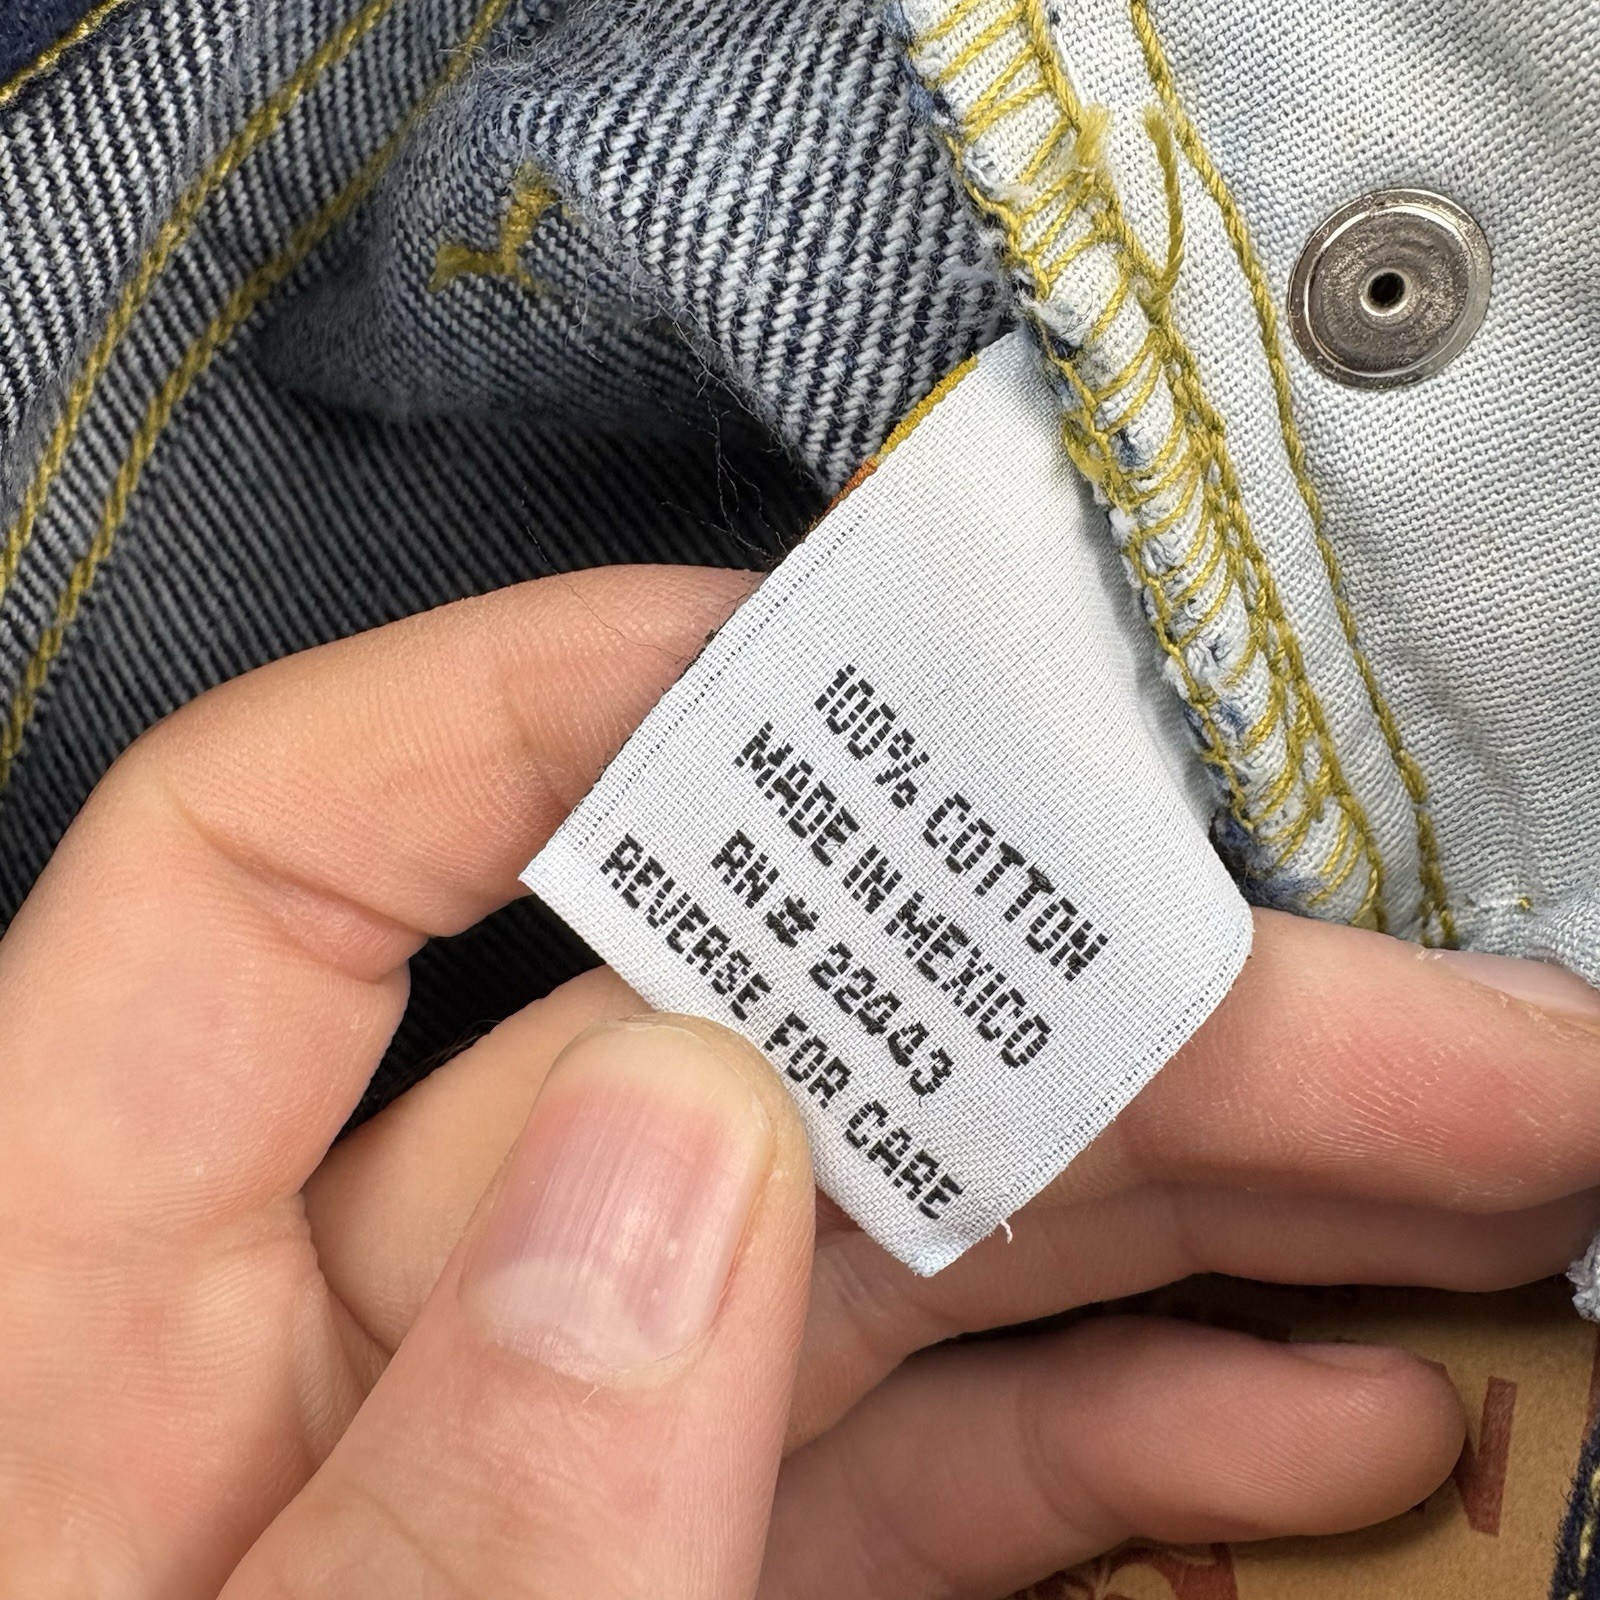 100% COTTON
MADE IN MEXICO
RN # 22443
REVERSE FOR CARE